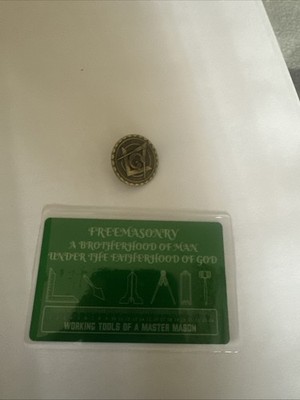 FREEMASONRY
A BROTHERHOOD OF MAN
UNDER THE FATHERHOOD OF GOD
WORKING TOOLS OF A MASTER MASON